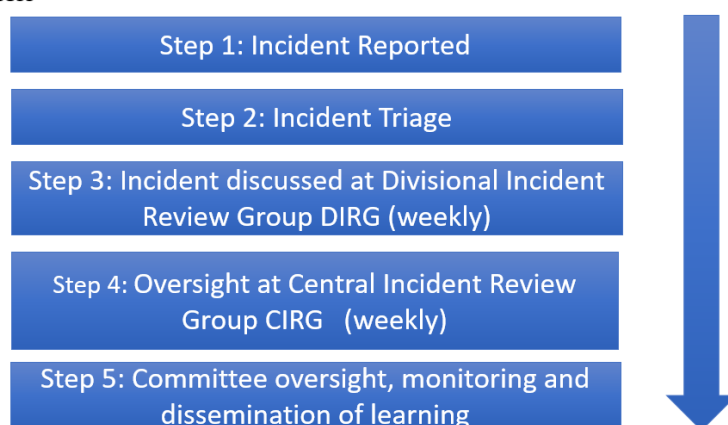 Step 1: Incident Reported
Step 2: Incident Triage
Step 3: Incident discussed at Divisional Incident
Review Group DIRG (weekly)
Step 4: Oversight at Central Incident Review
Group CIRG (weekly)
Step 5: Committee oversight, monitoring and
dissemination of learning